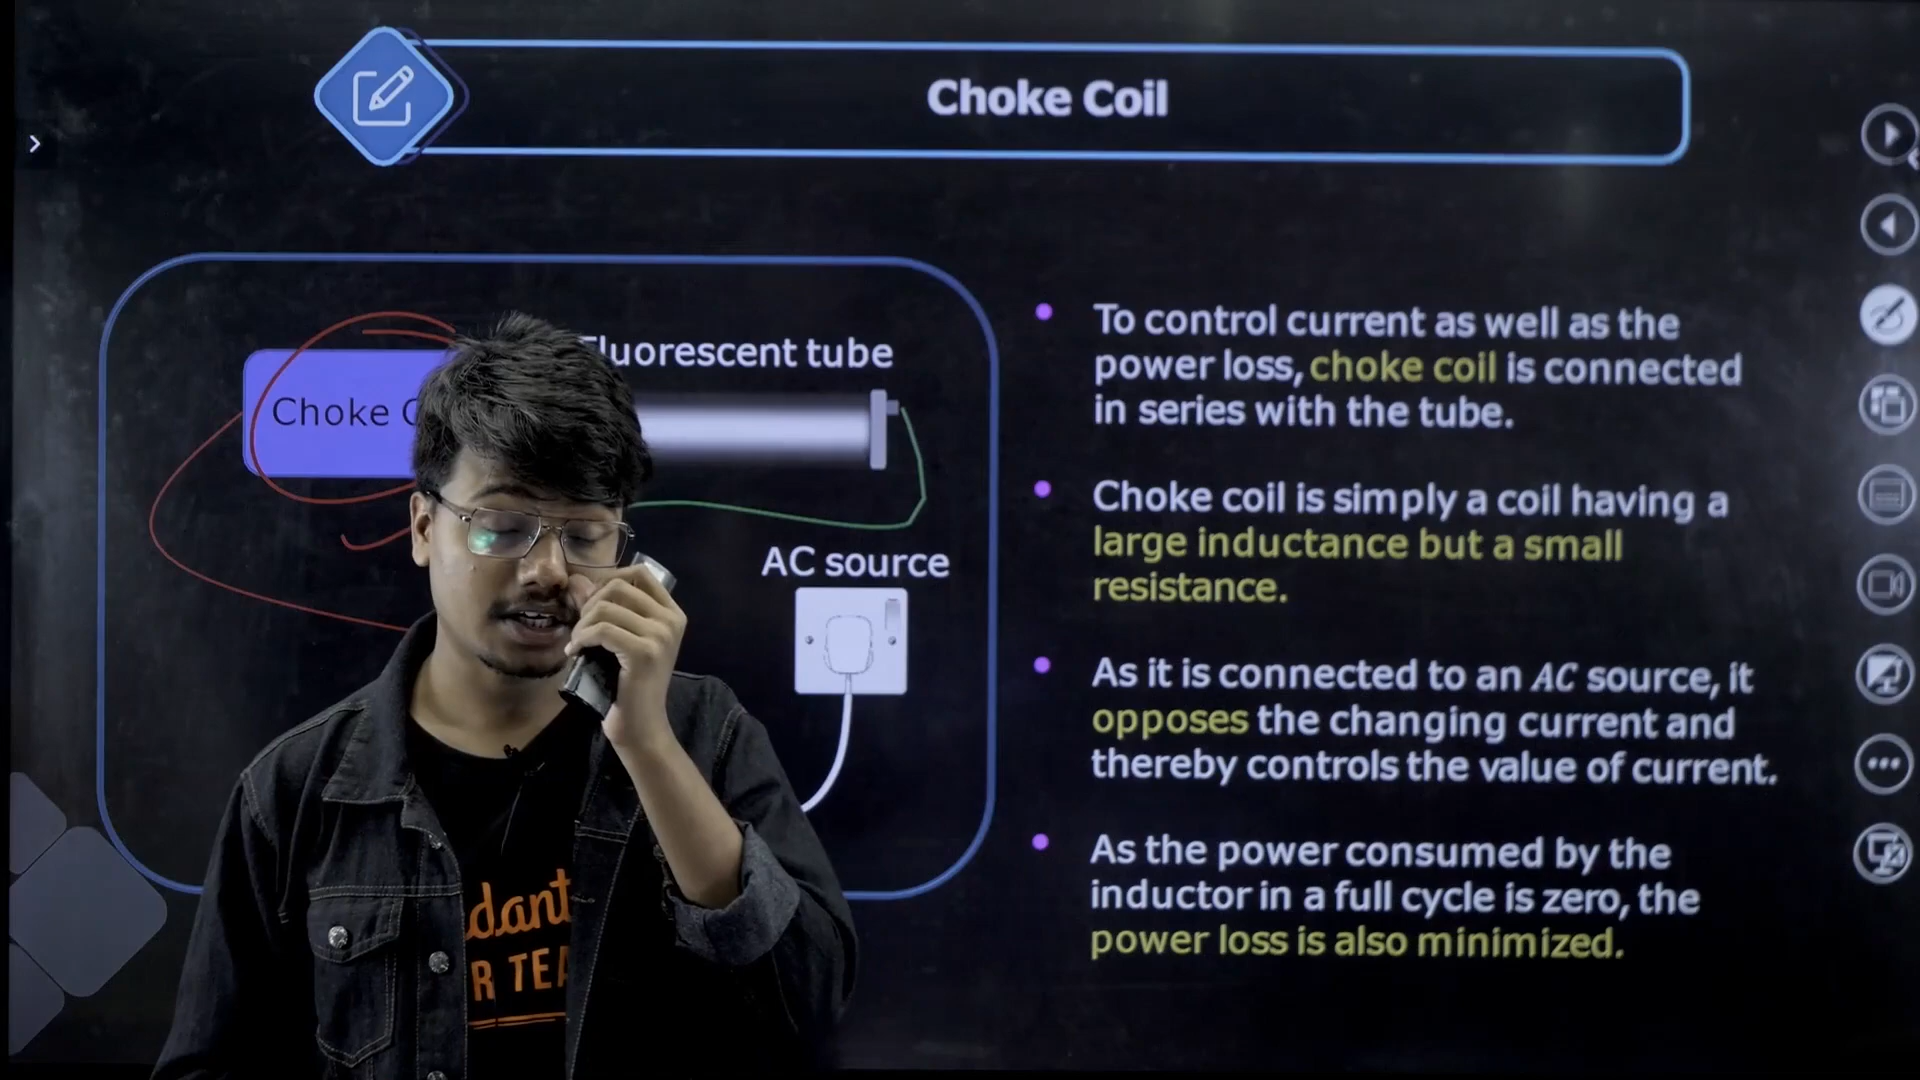 Choke Coil
Choke
Fluorescent tube
AC source
• To control current as well as the
power loss, choke coil is connected
in series with the tube.
• Choke coil is simply a coil having a
large inductance but a small
resistance.
• As it is connected to an AC source, it
opposes the changing current and
thereby controls the value of current.
• As the power consumed by the
inductor in a full cycle is zero, the
power loss is also minimized.